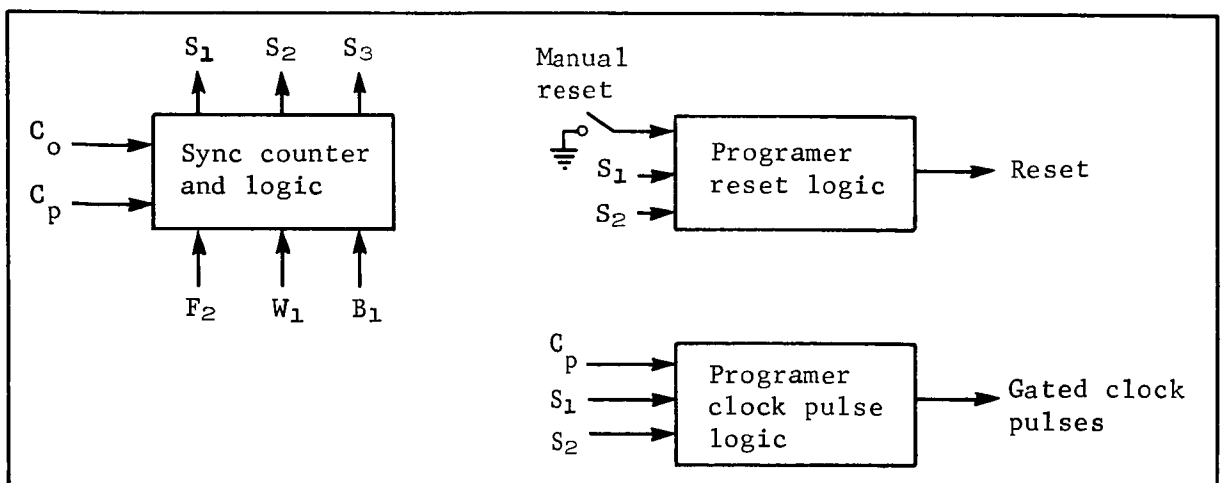 S₁ S₂ S₃
C₀
Cₚ
Sync counter
and logic
F₂ W₁ B₁
Manual
reset
S₁
S₂
Programer
reset logic
Reset
Cₚ
S₁
S₂
Programer
clock pulse
logic
Gated clock
pulses